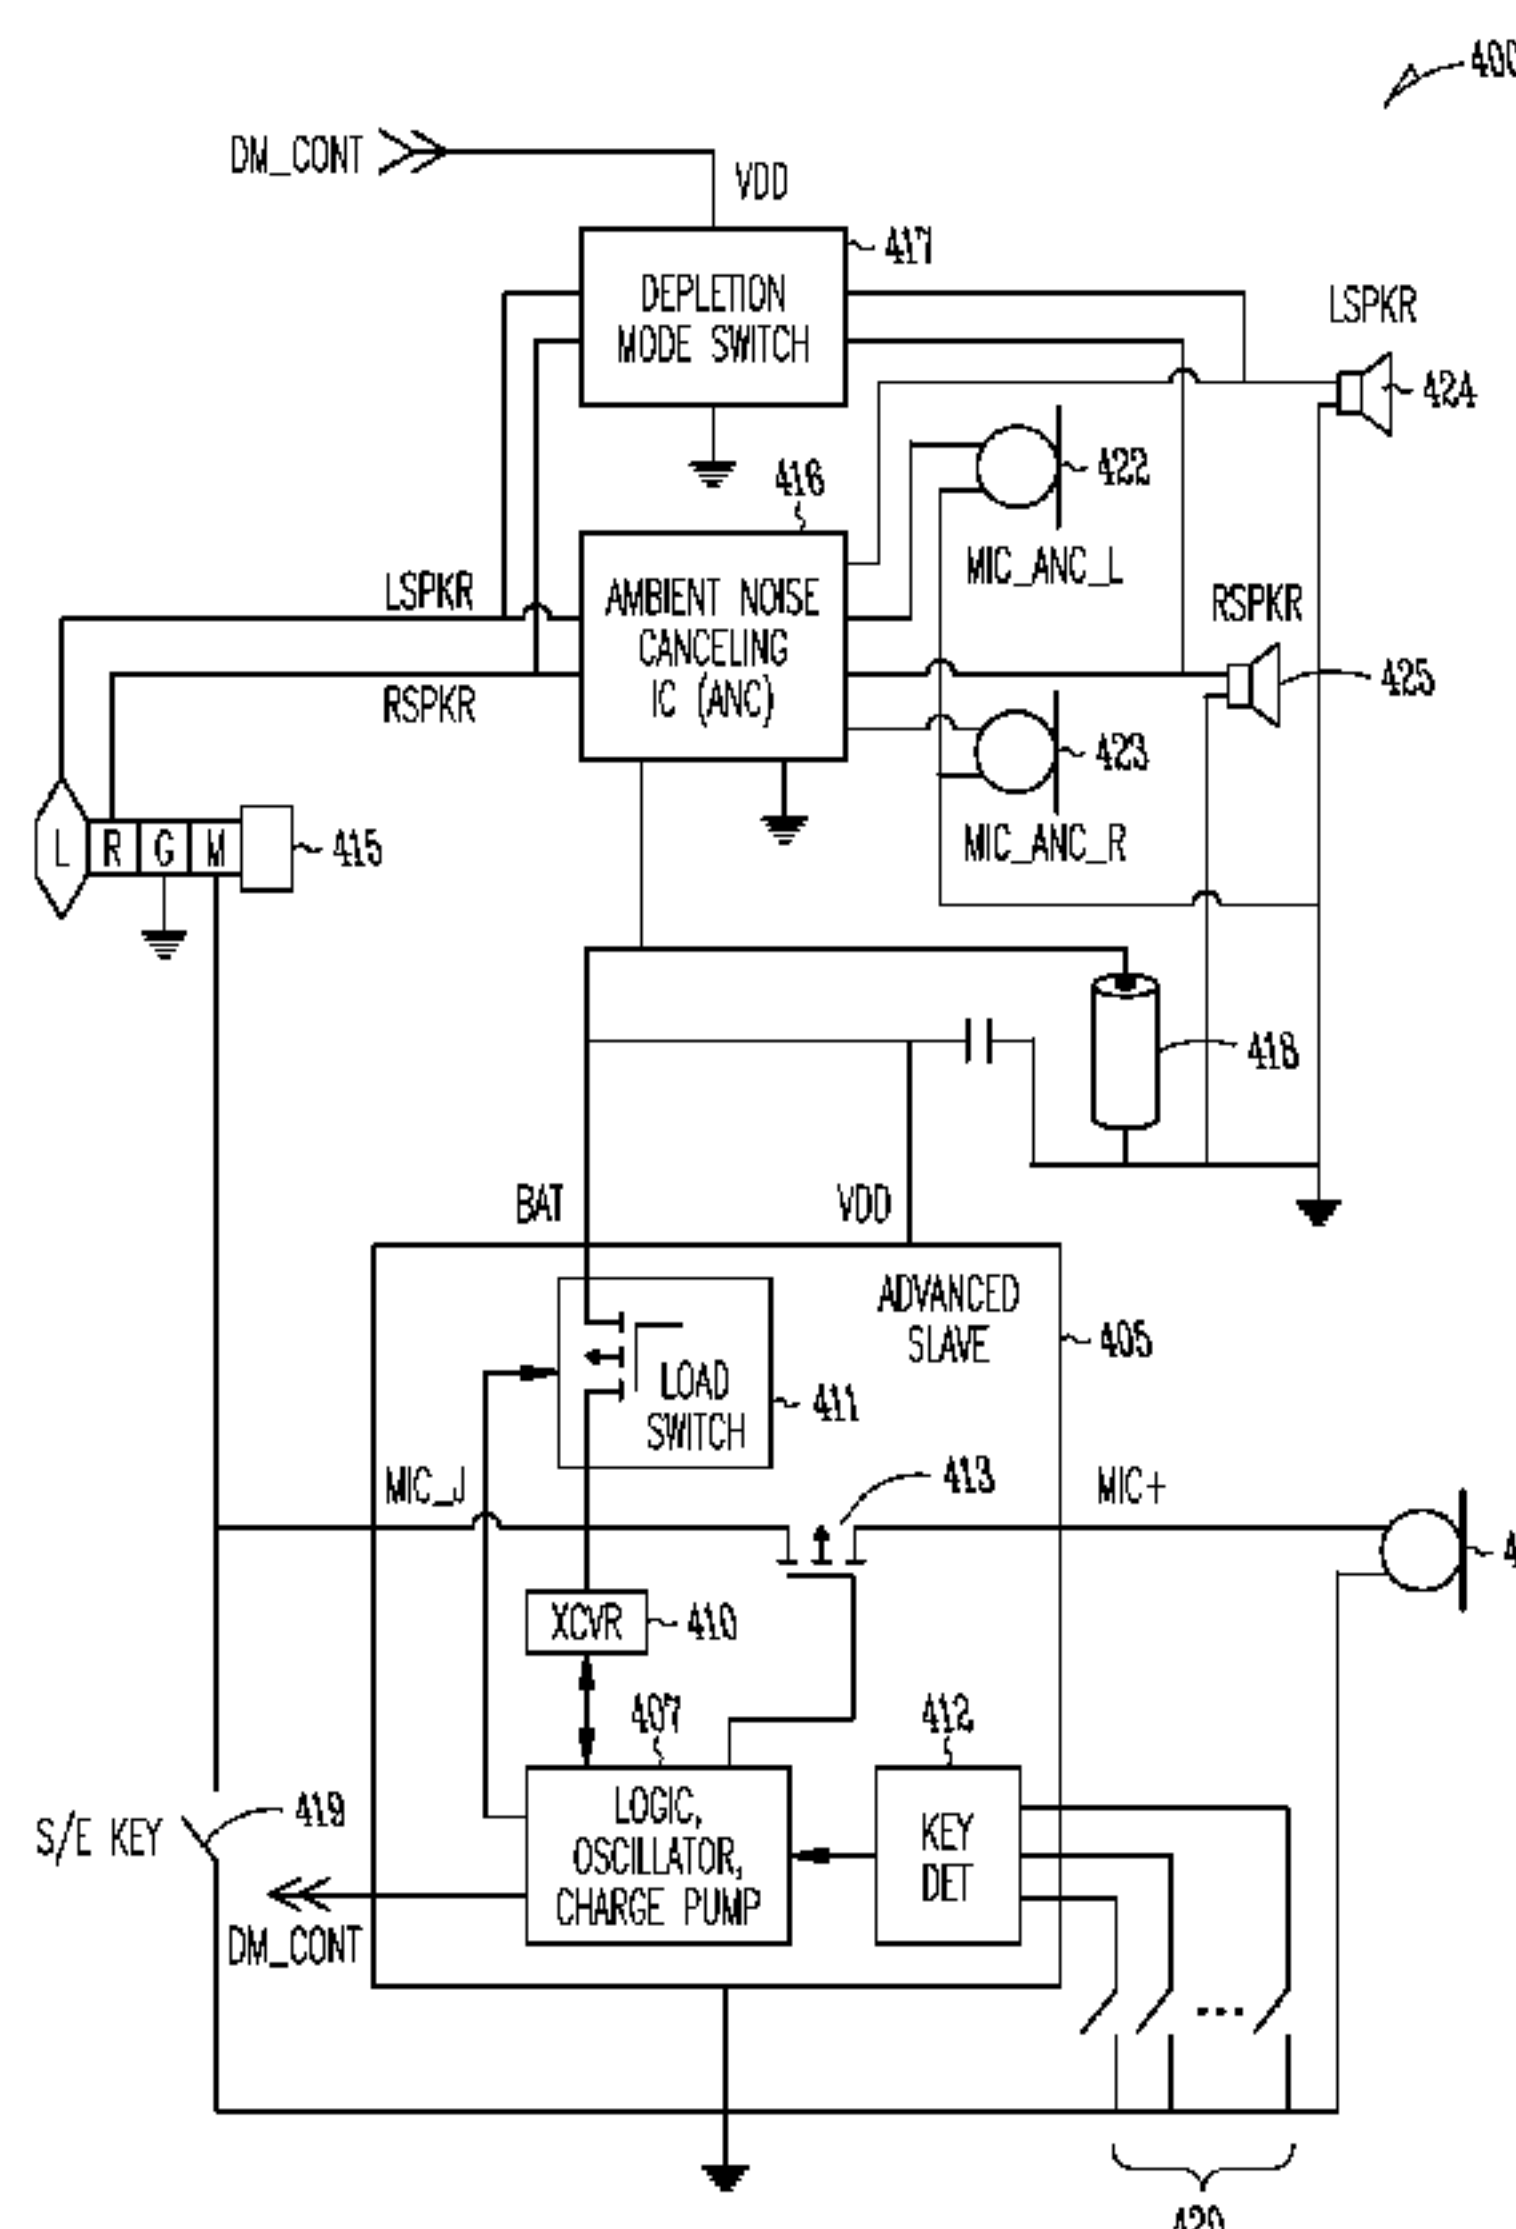 400
DM_CONT
VDD
417
DEPLETION
MODE SWITCH
LSPKR
424
422
416
MIC_ANC_L
LSPKR
AMBIENT NOISE
CANCELING
IC (ANC)
RSPKR
RSPKR
425
423
MIC_ANC_R
L R G M
415
418
BAT
VDD
ADVANCED
SLAVE
405
LOAD
SWITCH
411
MIC_J
413
MIC+
XCVR
410
407
412
LOGIC,
OSCILLATOR,
CHARGE PUMP
KEY
DET
S/E KEY
419
DM_CONT
420